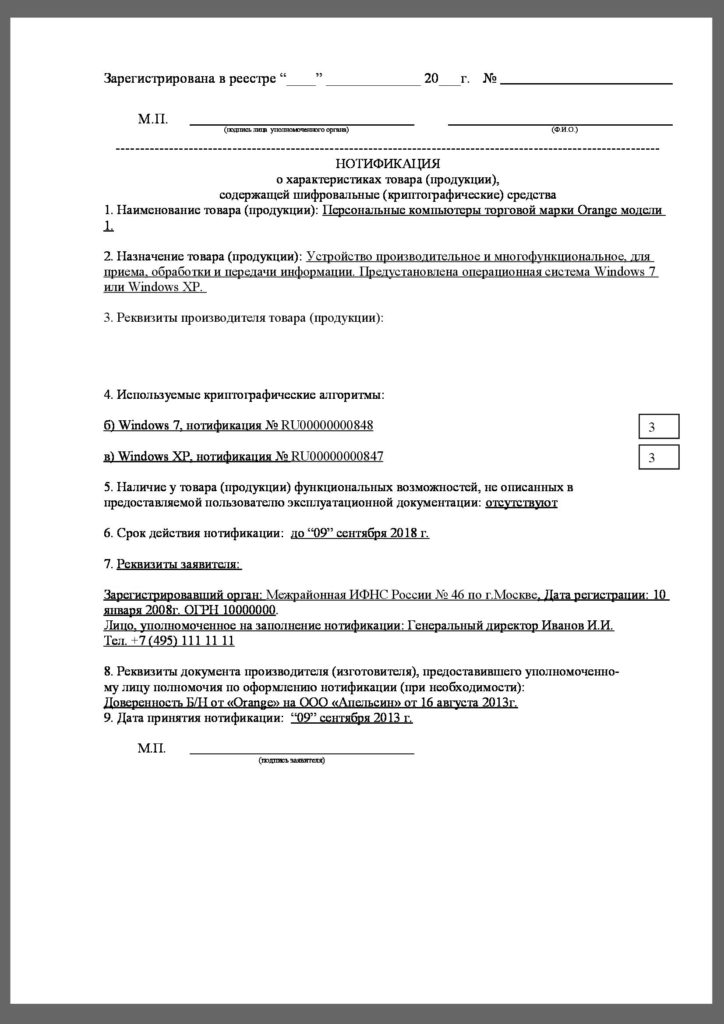 Зарегистрирована в реестре “____” _____________ 20___г. № ________________________
М.П. ______________________________ ______________________________
(подпись лица уполномоченного органа) (Ф.И.О.)
---------------------------------------------------------------------------------------------------------------
НОТИФИКАЦИЯ
о характеристиках товара (продукции),
содержащей шифровальные (криптографические) средства
1. Наименование товара (продукции): Персональные компьютеры торговой марки Orange модели
1.
2. Назначение товара (продукции): Устройство производительное и многофункциональное, для
приема, обработки и передачи информации. Предустановлена операционная система Windows 7
или Windows XP.
3. Реквизиты производителя товара (продукции):
4. Используемые криптографические алгоритмы:
б) Windows 7, нотификация № RU00000000848 3
в) Windows XP, нотификация № RU00000000847 3
5. Наличие у товара (продукции) функциональных возможностей, не описанных в
предоставляемой пользователю эксплуатационной документации: отсутствуют
6. Срок действия нотификации: до “09” сентября 2018 г.
7. Реквизиты заявителя:
Зарегистрировавший орган: Межрайонная ИФНС России № 46 по г.Москве, Дата регистрации: 10
января 2008г. ОГРН 10000000.
Лицо, уполномоченное на заполнение нотификации: Генеральный директор Иванов И.И.
Тел. +7 (495) 111 11 11
8. Реквизиты документа производителя (изготовителя), предоставившего уполномоченно-
му лицу полномочия по оформлению нотификации (при необходимости):
Доверенность Б/Н от «Orange» на ООО «Апельсин» от 16 августа 2013г.
9. Дата принятия нотификации: “09” сентября 2013 г.
М.П. ______________________________
(подпись заявителя)